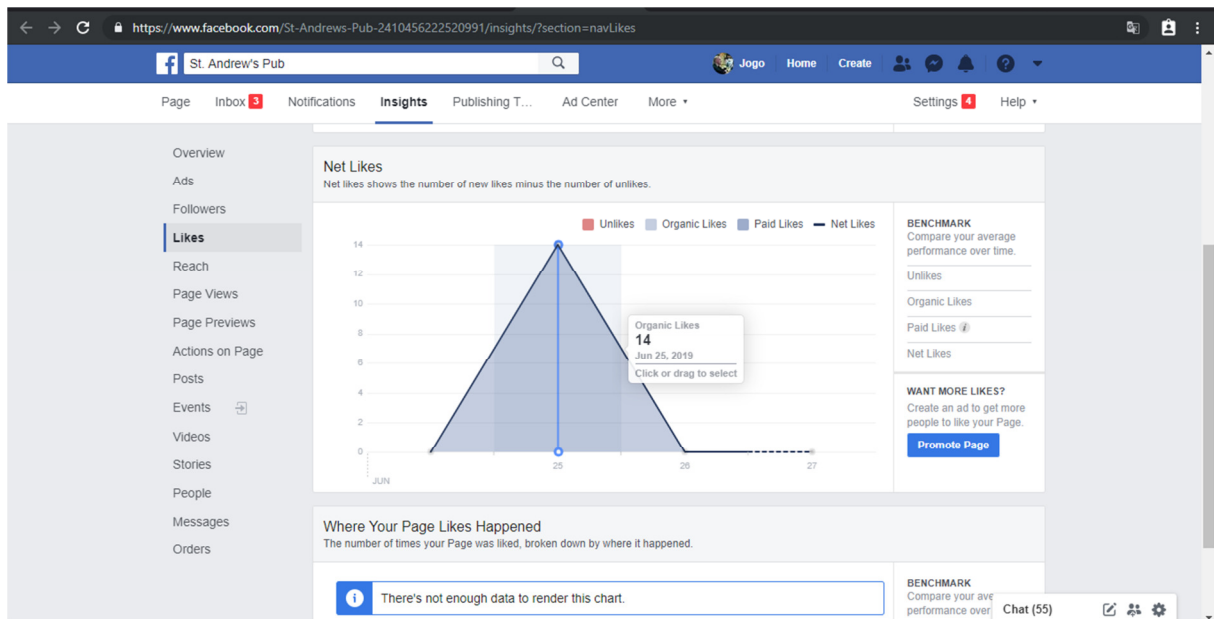 https://www.facebook.com/St-Andrews-Pub-2410456222520991/insights/?section=navLikes
St. Andrew's Pub
Jogo Home Create
Page Inbox 3 Notifications Insights Publishing T... Ad Center More Settings 4 Help
Overview
Ads
Followers
Likes
Reach
Page Views
Page Previews
Actions on Page
Posts
Events
Videos
Stories
People
Messages
Orders
Net Likes
Net likes shows the number of new likes minus the number of unlikes.
Unlikes Organic Likes Paid Likes Net Likes
14
12
10
8
6
4
2
0
25 26 27
JUN
Organic Likes
14
Jun 25, 2019
Click or drag to select
BENCHMARK
Compare your average
performance over time.
Unlikes
Organic Likes
Paid Likes i
Net Likes
WANT MORE LIKES?
Create an ad to get more
people to like your Page.
Promote Page
Where Your Page Likes Happened
The number of times your Page was liked, broken down by where it happened.
There's not enough data to render this chart.
BENCHMARK
Compare your ave
performance over
Chat (55)